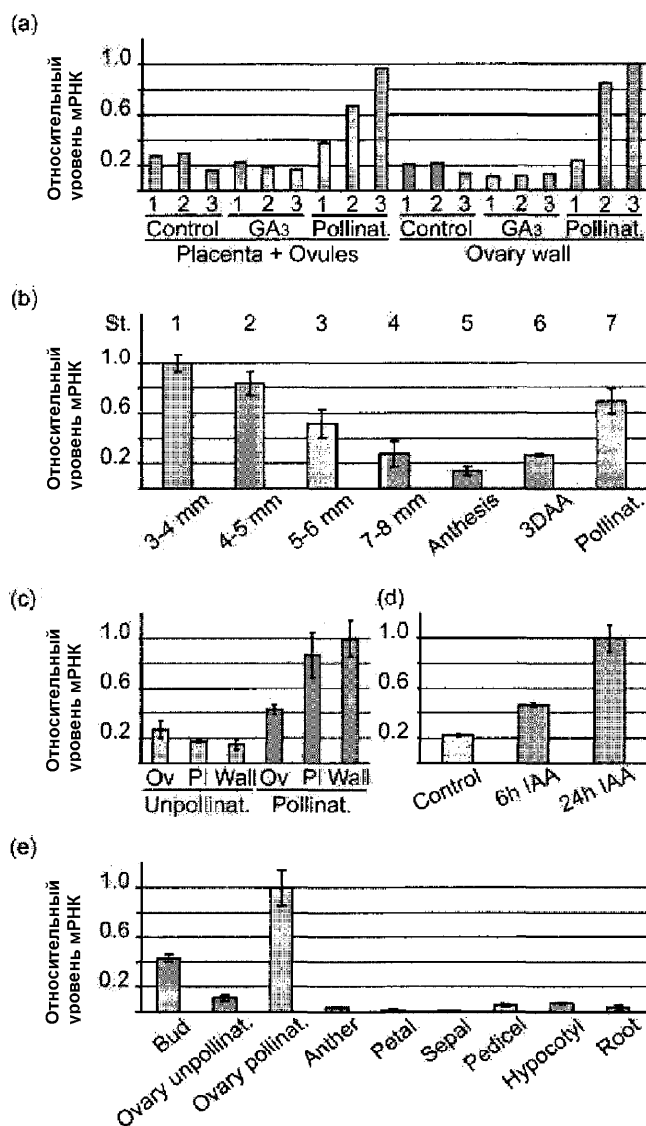 (a)
Относительный
уровень мРНК
1.0
0.6
0.2
1 2 3 1 2 3 1 2 3 1 2 3 1 2 3 1 2 3
Control GA3 Pollinat. Control GA3 Pollinat.
Placenta + Ovules Ovary wall
(b)
St. 1 2 3 4 5 6 7
Относительный
уровень мРНК
1.0
0.6
0.2
3-4 mm 4-5 mm 5-6 mm 7-8 mm Anthesis 3DAA Pollinat.
(c) (d)
Относительный
уровень мРНК
1.0 1.0
0.6 0.6
0.2 0.2
Ov Pl Wall Ov Pl Wall
Unpollinat. Pollinat.
Control 6h IAA 24h IAA
(e)
Относительный
уровень мРНК
1.0
0.6
0.2
Bud Ovary unpollinat. Ovary pollinat. Anther Petal Sepal Pedicel Hypocotyl Root